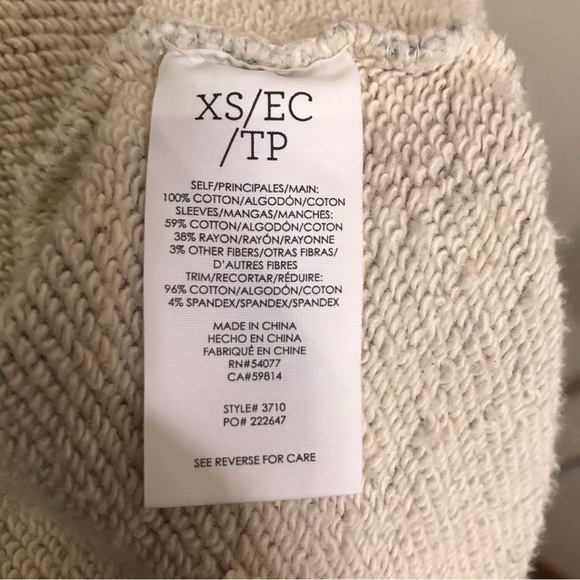 XS/EC
/TP
SELF/PRINCIPALES/MAIN:
100% COTTON/ALGODÓN/COTON
SLEEVES/MANGAS/MANCHES:
59% COTTON/ALGODÓN/COTON
38% RAYON/RAYÓN/RAYONNE
3% OTHER FIBERS/OTRAS FIBRAS/
D'AUTRES FIBRES
TRIM/RECORTAR/RÉDUIRE:
96% COTTON/ALGODÓN/COTON
4% SPANDEX/SPANDEX/SPANDEX
MADE IN CHINA
HECHO EN CHINA
FABRIQUÉ EN CHINE
RN#54077
CA#59814
STYLE# 3710
PO# 222647
SEE REVERSE FOR CARE